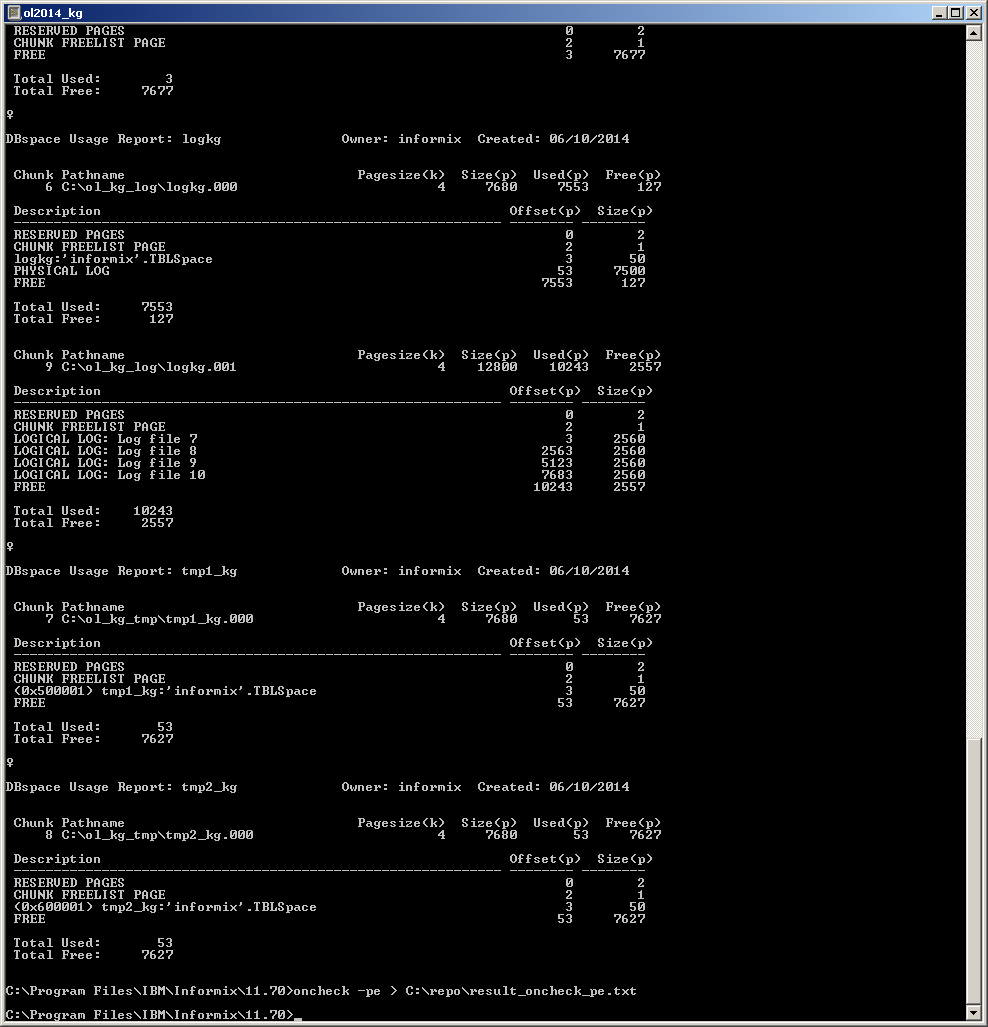 ol2014_kg
RESERVED PAGES 0 2
CHUNK FREELIST PAGE 2 1
FREE 3 7677
Total Used: 3
Total Free: 7677
♀
DBspace Usage Report: logkg Owner: informix Created: 06/10/2014
Chunk Pathname Pagesize(k) Size(p) Used(p) Free(p)
6 C:\ol_kg_log\logkg.000 4 7680 7553 127
Description Offset(p) Size(p)
RESERVED PAGES 0 2
CHUNK FREELIST PAGE 2 1
logkg:'informix'.TBLSpace 3 50
PHYSICAL LOG 53 7500
FREE 7553 127
Total Used: 7553
Total Free: 127
Chunk Pathname Pagesize(k) Size(p) Used(p) Free(p)
9 C:\ol_kg_log\logkg.001 4 12800 10243 2557
Description Offset(p) Size(p)
RESERVED PAGES 0 2
CHUNK FREELIST PAGE 2 1
LOGICAL LOG: Log file 7 3 2560
LOGICAL LOG: Log file 8 2563 2560
LOGICAL LOG: Log file 9 5123 2560
LOGICAL LOG: Log file 10 7683 2560
FREE 10243 2557
Total Used: 10243
Total Free: 2557
♀
DBspace Usage Report: tmp1_kg Owner: informix Created: 06/10/2014
Chunk Pathname Pagesize(k) Size(p) Used(p) Free(p)
7 C:\ol_kg_tmp\tmp1_kg.000 4 7680 53 7627
Description Offset(p) Size(p)
RESERVED PAGES 0 2
CHUNK FREELIST PAGE 2 1
(0x500001) tmp1_kg:'informix'.TBLSpace 3 50
FREE 53 7627
Total Used: 53
Total Free: 7627
♀
DBspace Usage Report: tmp2_kg Owner: informix Created: 06/10/2014
Chunk Pathname Pagesize(k) Size(p) Used(p) Free(p)
8 C:\ol_kg_tmp\tmp2_kg.000 4 7680 53 7627
Description Offset(p) Size(p)
RESERVED PAGES 0 2
CHUNK FREELIST PAGE 2 1
(0x600001) tmp2_kg:'informix'.TBLSpace 3 50
FREE 53 7627
Total Used: 53
Total Free: 7627
C:\Program Files\IBM\Informix\11.70>oncheck -pe > C:\repo\result_oncheck_pe.txt
C:\Program Files\IBM\Informix\11.70>_